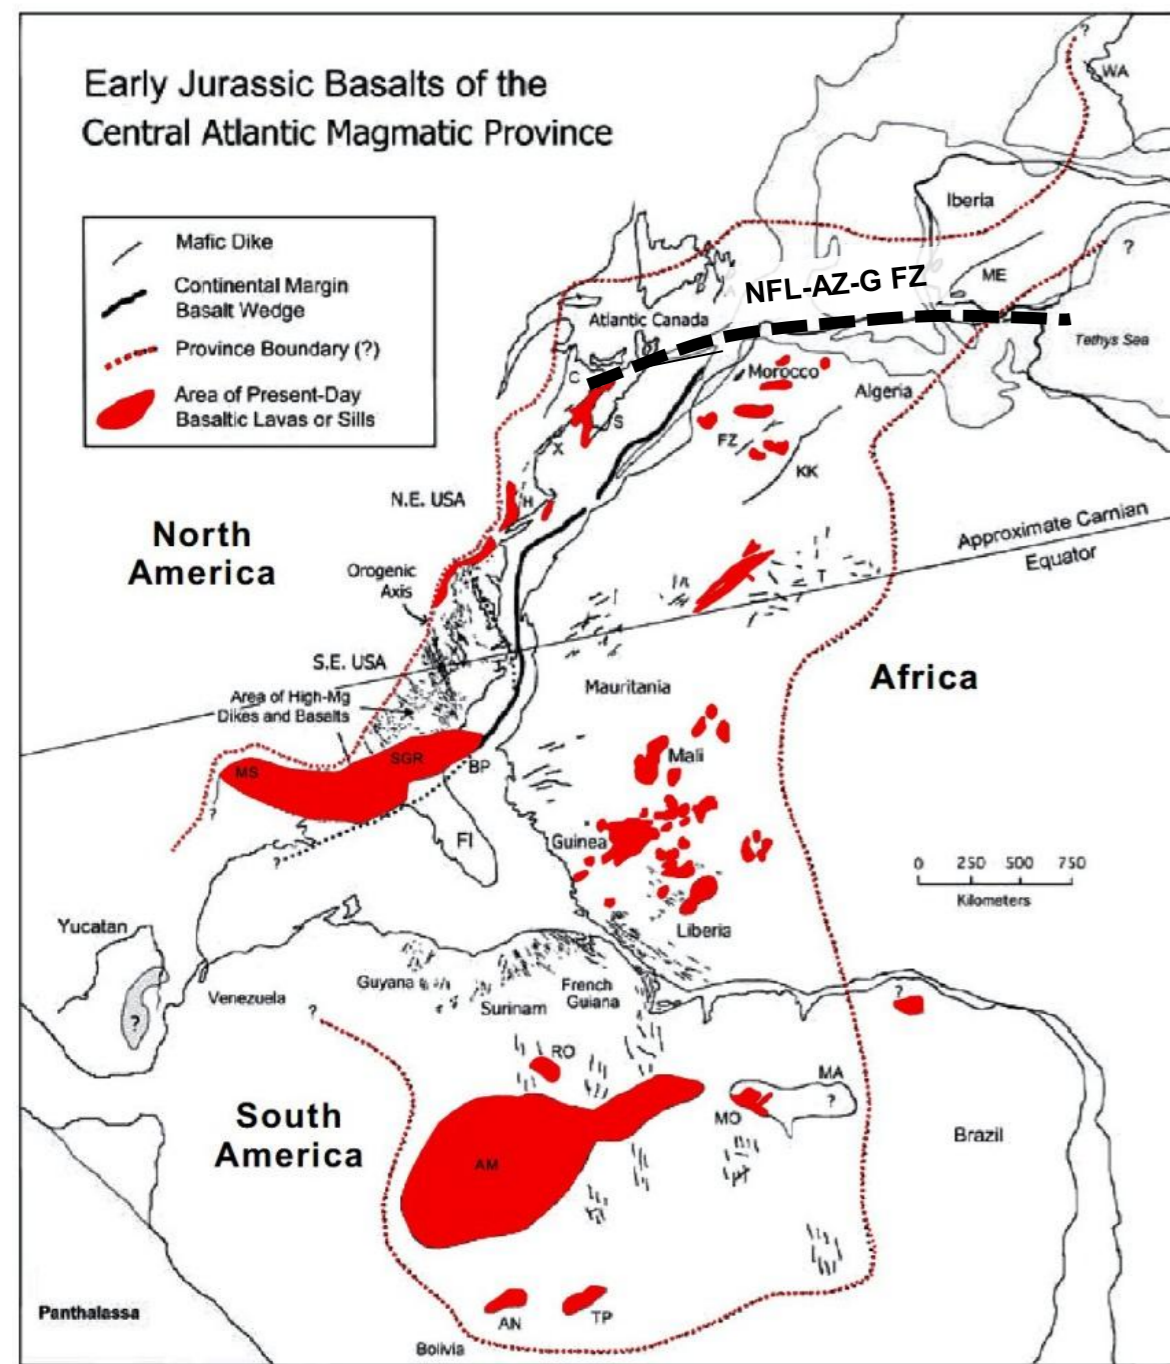 Early Jurassic Basalts of the
Central Atlantic Magmatic Province
Mafic Dike
Continental Margin
Basalt Wedge
Province Boundary (?)
Area of Present-Day
Basaltic Lavas or Sills
?
WA
Iberia
?
ME
NFL-AZ-G FZ
Atlantic Canada
Tethys Sea
C
Morocco
Algeria
S
FZ
X
KK
N.E. USA
H
North
America
Approximate Carnian
Equator
Orogenic
Axis
T
S.E. USA
Africa
Mauritania
Area of High-Mg
Dikes and Basalts
SGR
BP
MS
Mali
?
FI
Guinea
?
0 250 500 750
Kilometers
Yucatan
Liberia
Guyana
French
Guiana
Venezuela
Surinam
?
?
?
RO
MA
?
MO
South
America
Brazil
AM
Panthalassa
AN
TP
Bolivia